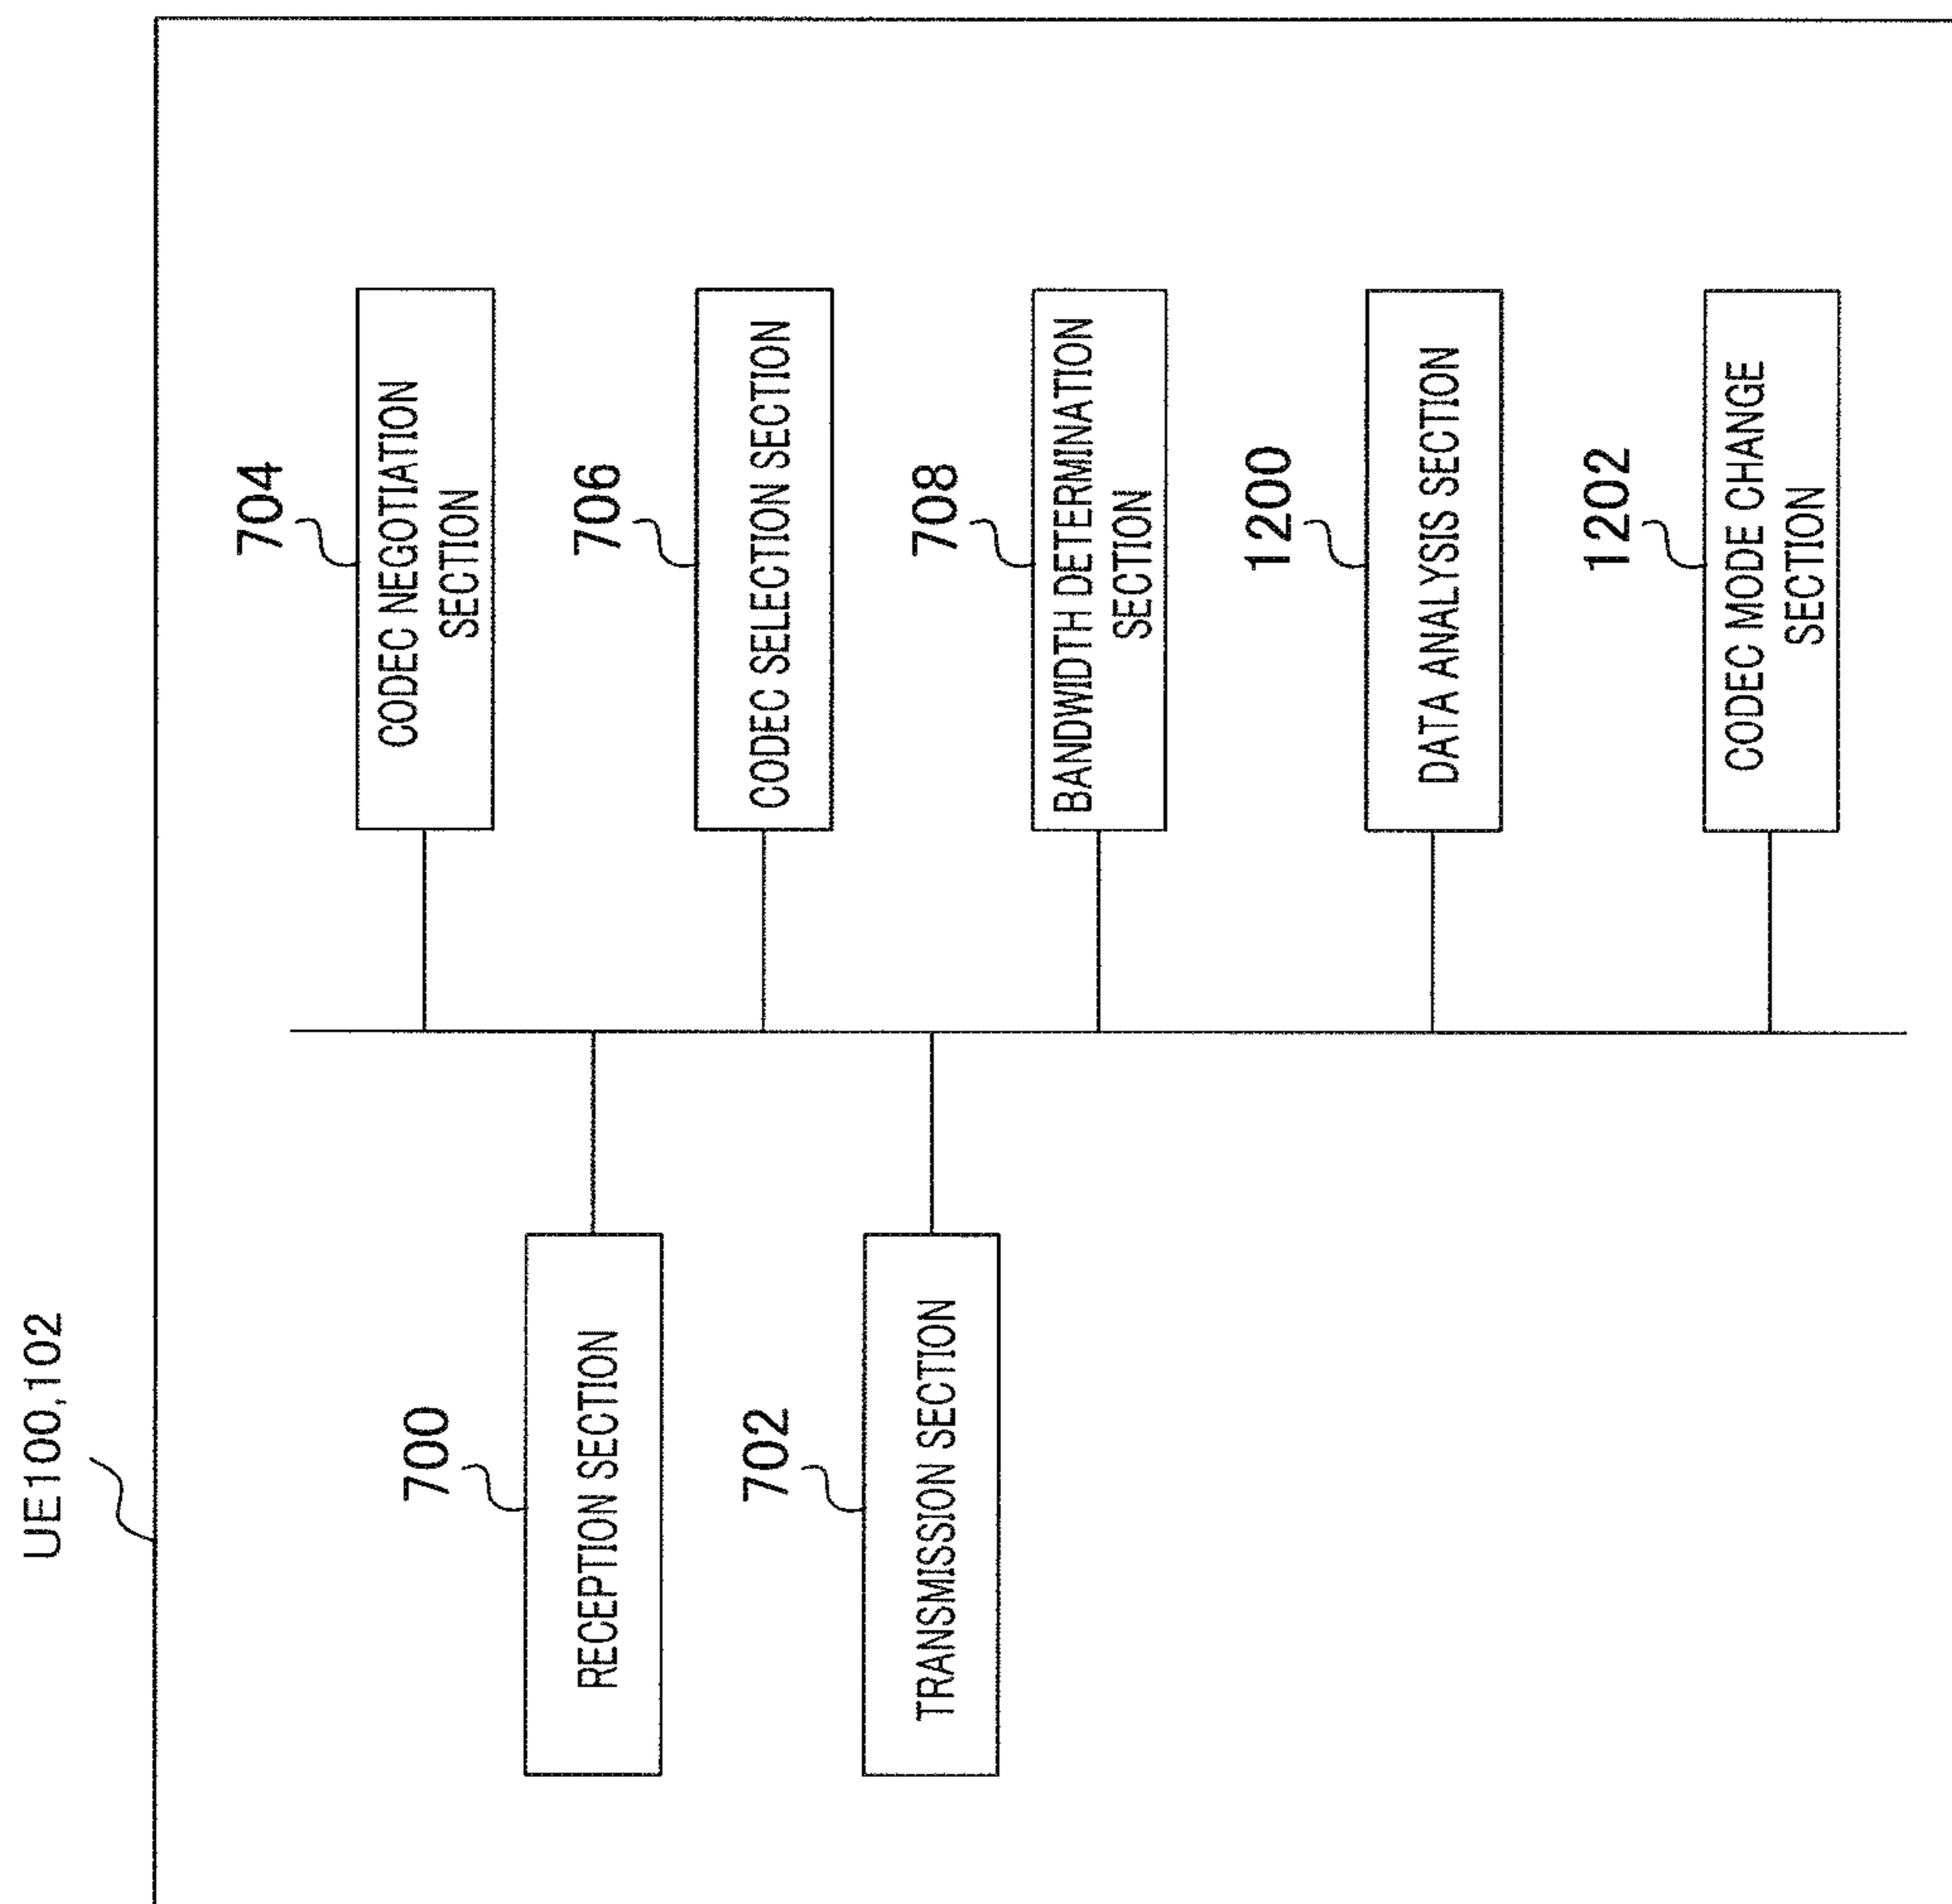 UE100,102
700
RECEPTION SECTION
702
TRANSMISSION SECTION
704
CODEC NEGOTIATION
SECTION
706
CODEC SELECTION SECTION
708
BANDWIDTH DETERMINATION
SECTION
1200
DATA ANALYSIS SECTION
1202
CODEC MODE CHANGE
SECTION